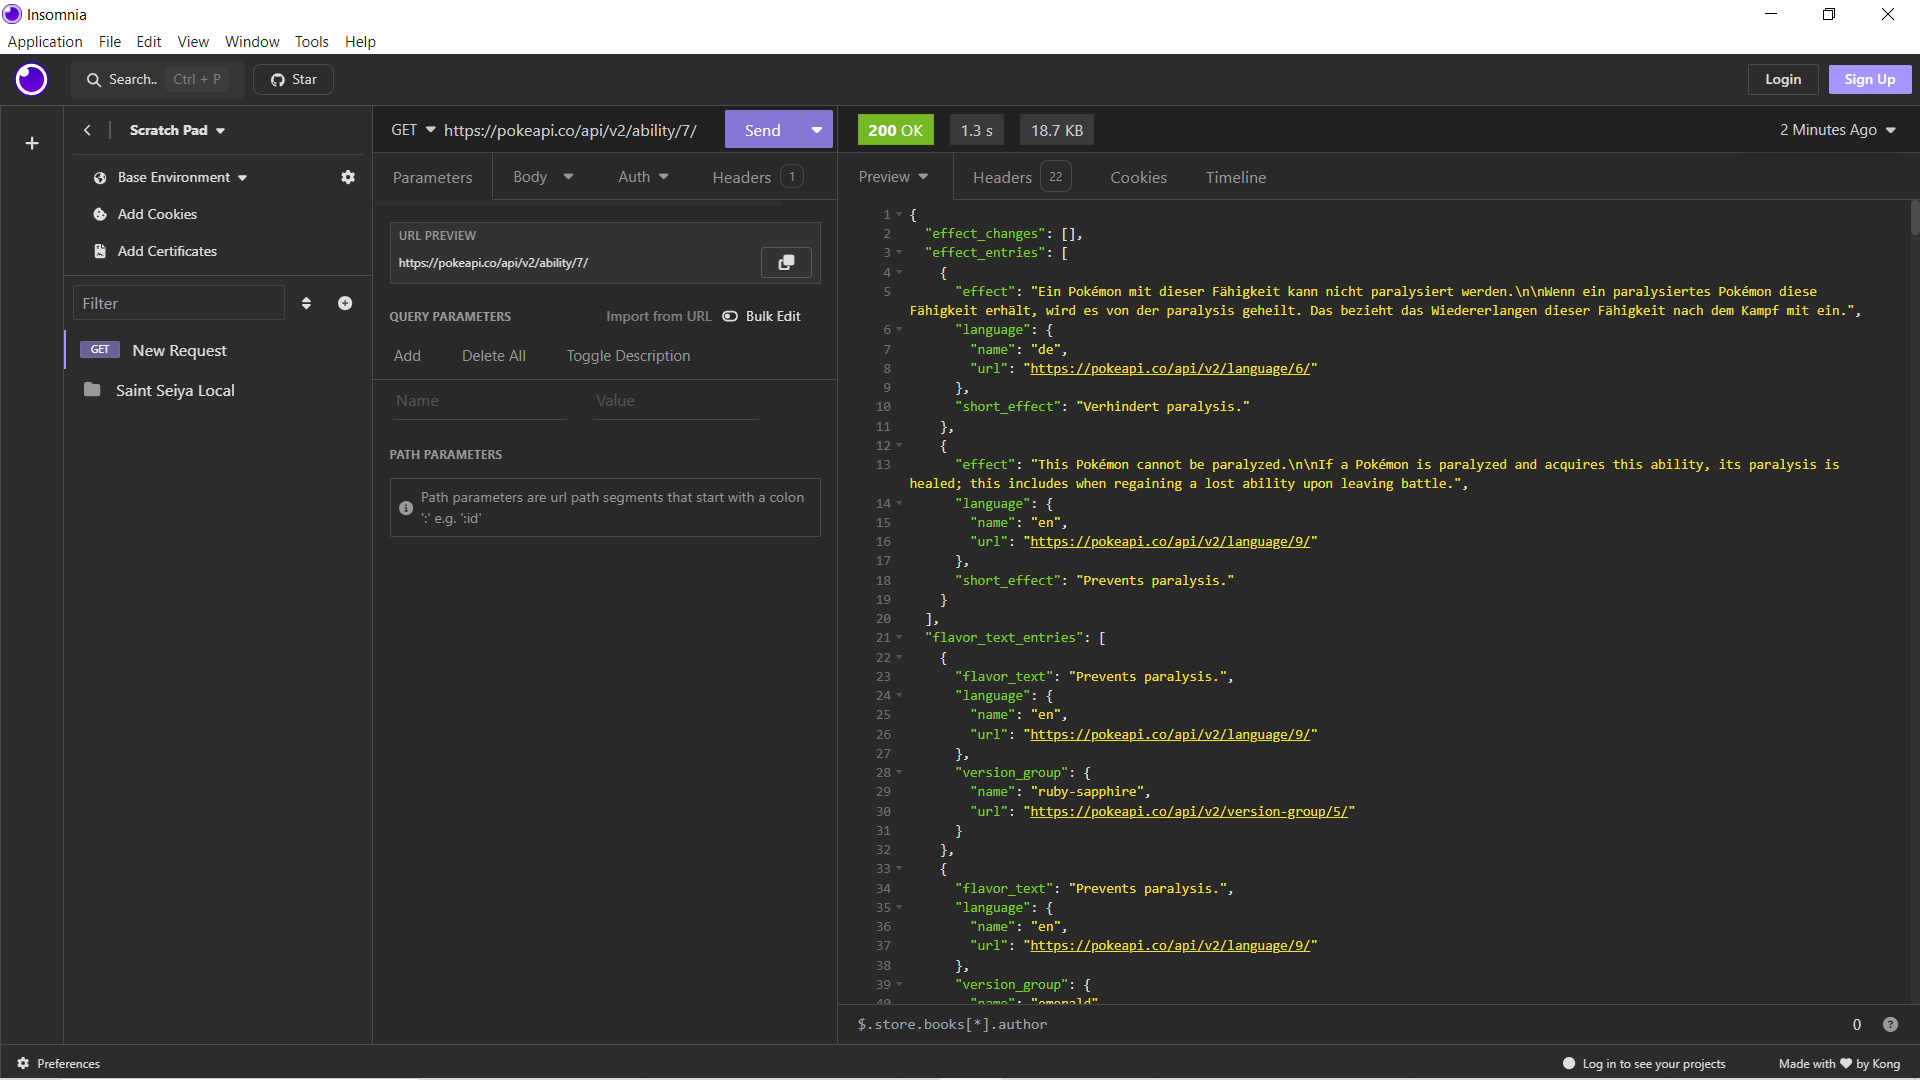 Insomnia
Application File Edit View Window Tools Help
Search.. Ctrl + P Star Login Sign Up
Scratch Pad
Base Environment
Add Cookies
Add Certificates
Filter
GET New Request
Saint Seiya Local
GET https://pokeapi.co/api/v2/ability/7/ Send
Parameters Body Auth Headers 1
URL PREVIEW
https://pokeapi.co/api/v2/ability/7/
QUERY PARAMETERS Import from URL Bulk Edit
Add Delete All Toggle Description
Name Value
PATH PARAMETERS
Path parameters are url path segments that start with a colon
':' e.g. ':id'
200 OK 1.3 s 18.7 KB 2 Minutes Ago
Preview Headers 22 Cookies Timeline
1 {
2 "effect_changes": [],
3 "effect_entries": [
4 {
5 "effect": "Ein Pokémon mit dieser Fähigkeit kann nicht paralysiert werden.\n\nWenn ein paralysiertes Pokémon diese
Fähigkeit erhält, wird es von der paralysis geheilt. Das bezieht das Wiedererlangen dieser Fähigkeit nach dem Kampf mit ein.",
6 "language": {
7 "name": "de",
8 "url": "https://pokeapi.co/api/v2/language/6/"
9 },
10 "short_effect": "Verhindert paralysis."
11 },
12 {
13 "effect": "This Pokémon cannot be paralyzed.\n\nIf a Pokémon is paralyzed and acquires this ability, its paralysis is
healed; this includes when regaining a lost ability upon leaving battle.",
14 "language": {
15 "name": "en",
16 "url": "https://pokeapi.co/api/v2/language/9/"
17 },
18 "short_effect": "Prevents paralysis."
19 }
20 ],
21 "flavor_text_entries": [
22 {
23 "flavor_text": "Prevents paralysis.",
24 "language": {
25 "name": "en",
26 "url": "https://pokeapi.co/api/v2/language/9/"
27 },
28 "version_group": {
29 "name": "ruby-sapphire",
30 "url": "https://pokeapi.co/api/v2/version-group/5/"
31 }
32 },
33 {
34 "flavor_text": "Prevents paralysis.",
35 "language": {
36 "name": "en",
37 "url": "https://pokeapi.co/api/v2/language/9/"
38 },
39 "version_group": {
40 "name": "emerald"
$.store.books[*].author 0
Preferences Log in to see your projects Made with ♥ by Kong